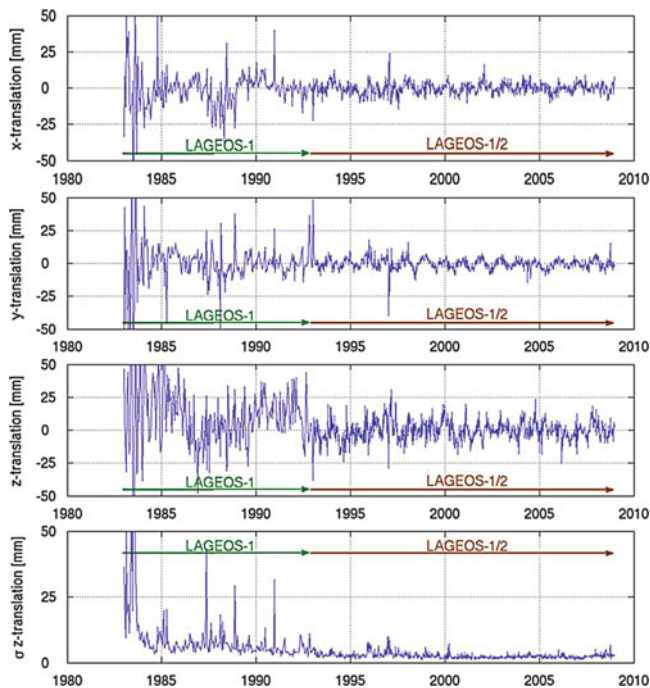 x-translation [mm]
50
25
0
-25
-50
LAGEOS-1
LAGEOS-1/2
1980 1985 1990 1995 2000 2005 2010
y-translation [mm]
50
25
0
-25
-50
LAGEOS-1
LAGEOS-1/2
1980 1985 1990 1995 2000 2005 2010
z-translation [mm]
50
25
0
-25
-50
LAGEOS-1
LAGEOS-1/2
1980 1985 1990 1995 2000 2005 2010
σ z-translation [mm]
50
25
0
LAGEOS-1
LAGEOS-1/2
1980 1985 1990 1995 2000 2005 2010